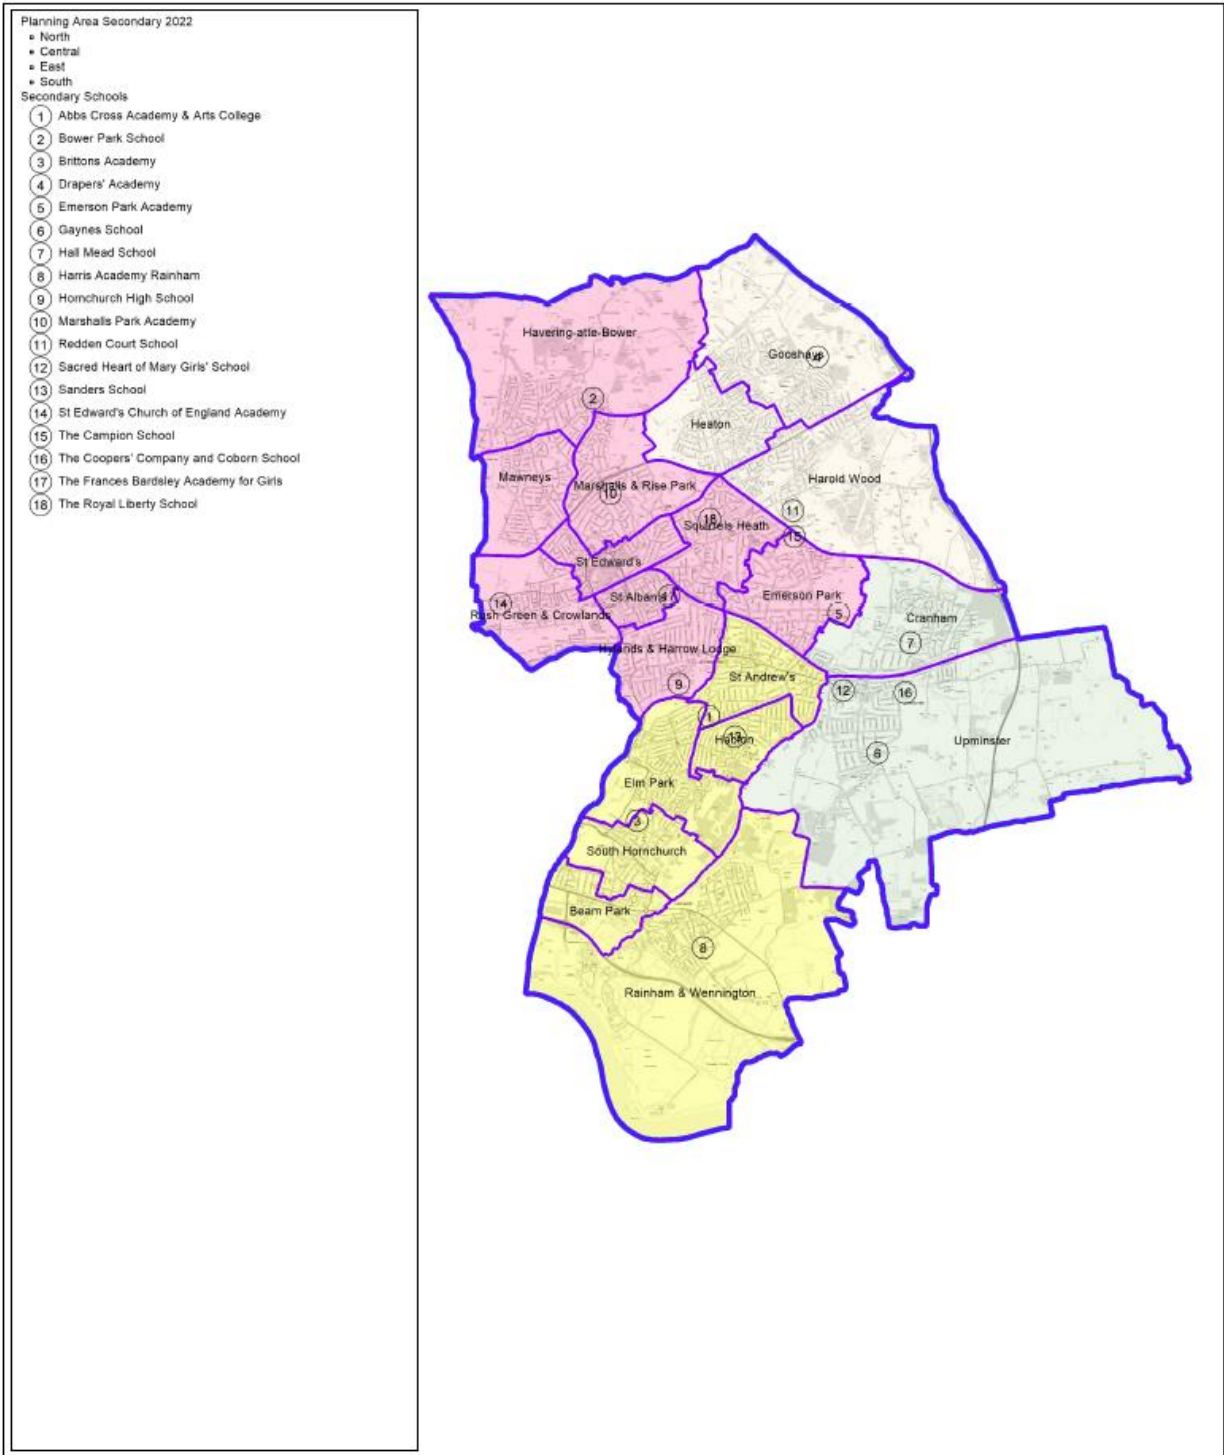 Planning Area Secondary 2022
North
Central
East
South
Secondary Schools
1 Abbs Cross Academy & Arts College
2 Bower Park School
3 Brittons Academy
4 Drapers' Academy
5 Emerson Park Academy
6 Gaynes School
7 Hall Mead School
8 Harris Academy Rainham
9 Hornchurch High School
10 Marshalls Park Academy
11 Redden Court School
12 Sacred Heart of Mary Girls' School
13 Sanders School
14 St Edward's Church of England Academy
15 The Campion School
16 The Coopers' Company and Coborn School
17 The Frances Bardsley Academy for Girls
18 The Royal Liberty School
Havering-atte-Bower
Gooshays
4
2
Heaton
Mawneys
Marshalls & Rise Park
10
Harold Wood
11
18
Squirrels Heath
15
St Edward's
St Alban's
17
14
Rush Green & Crowlands
Emerson Park
5
Cranham
7
Hylands & Harrow Lodge
9
St Andrew's
12
16
1
13
Hacton
Upminster
6
Elm Park
3
South Hornchurch
Beam Park
8
Rainham & Wennington